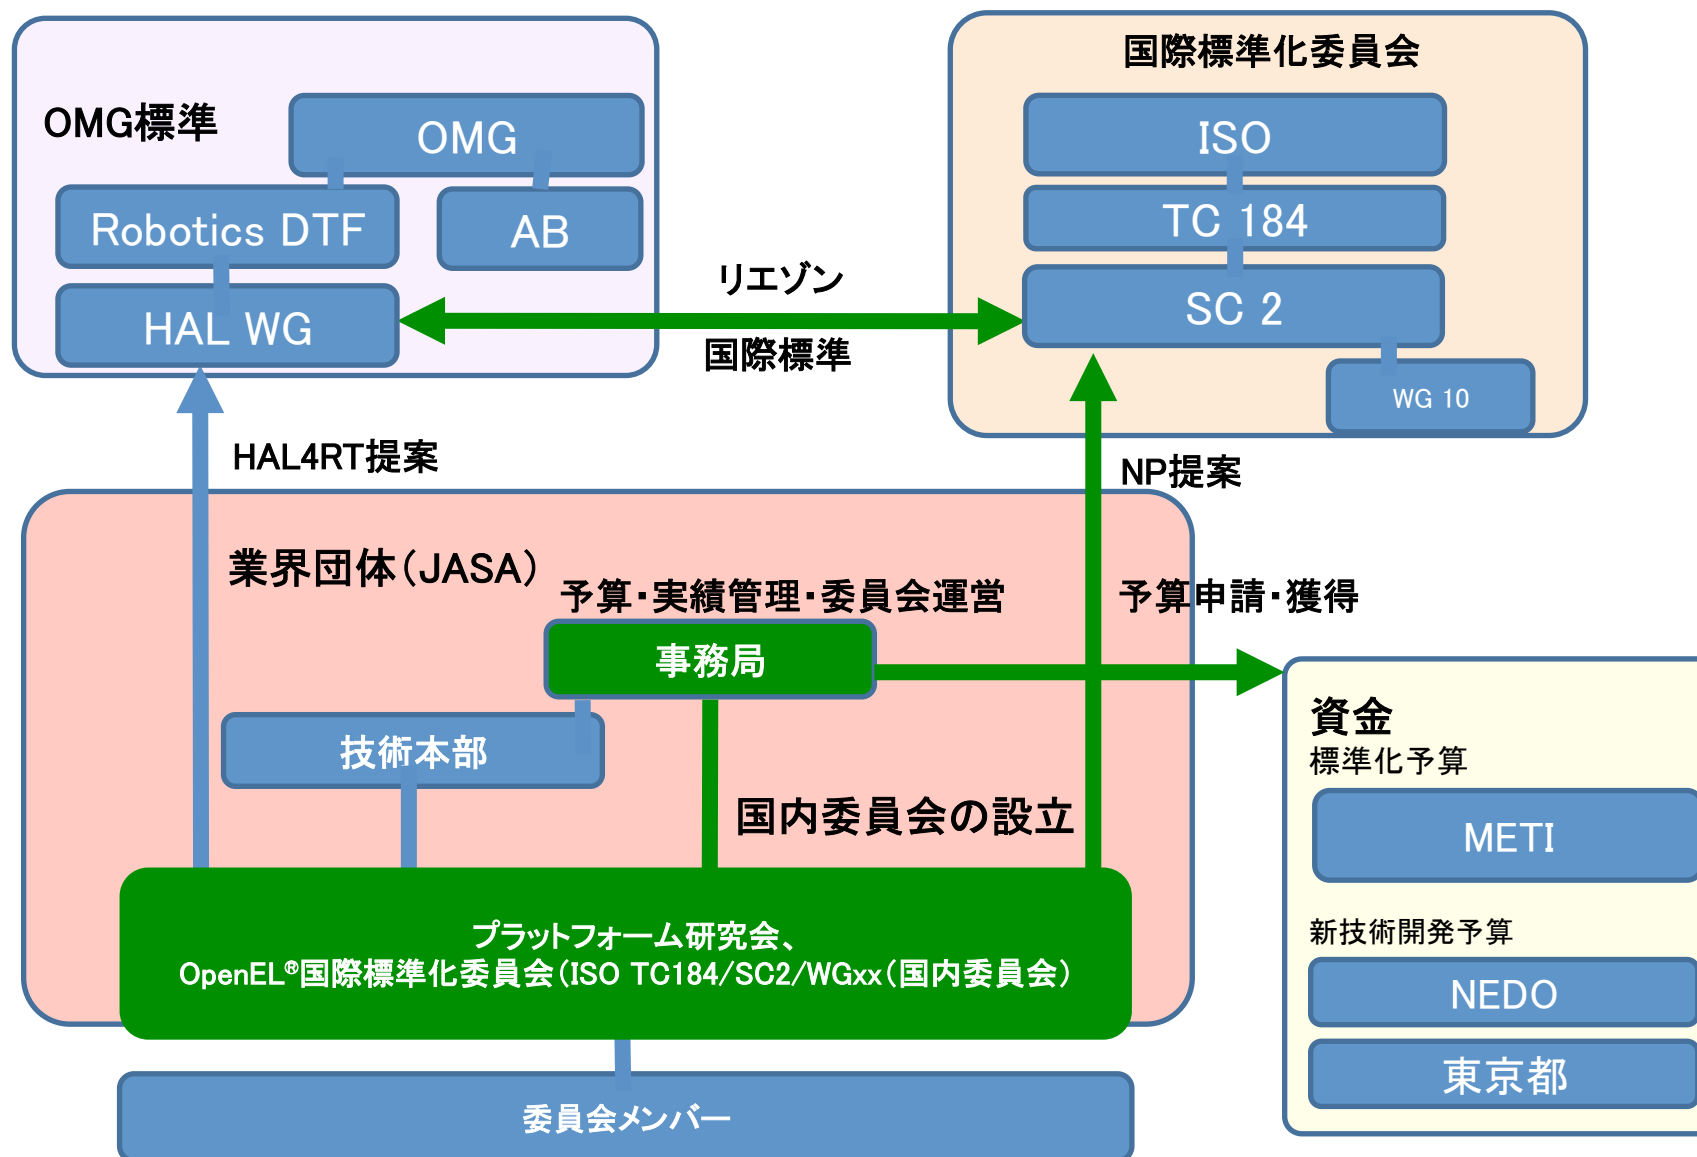 OMG標準
OMG
Robotics DTF
AB
HAL WG
リエゾン
国際標準
国際標準化委員会
ISO
TC 184
SC 2
WG 10
HAL4RT提案
NP提案
業界団体（JASA）
予算・実績管理・委員会運営
予算申請・獲得
事務局
技術本部
国内委員会の設立
プラットフォーム研究会、
OpenEL®国際標準化委員会（ISO TC184/SC2/WGxx（国内委員会）
委員会メンバー
資金
標準化予算
METI
新技術開発予算
NEDO
東京都